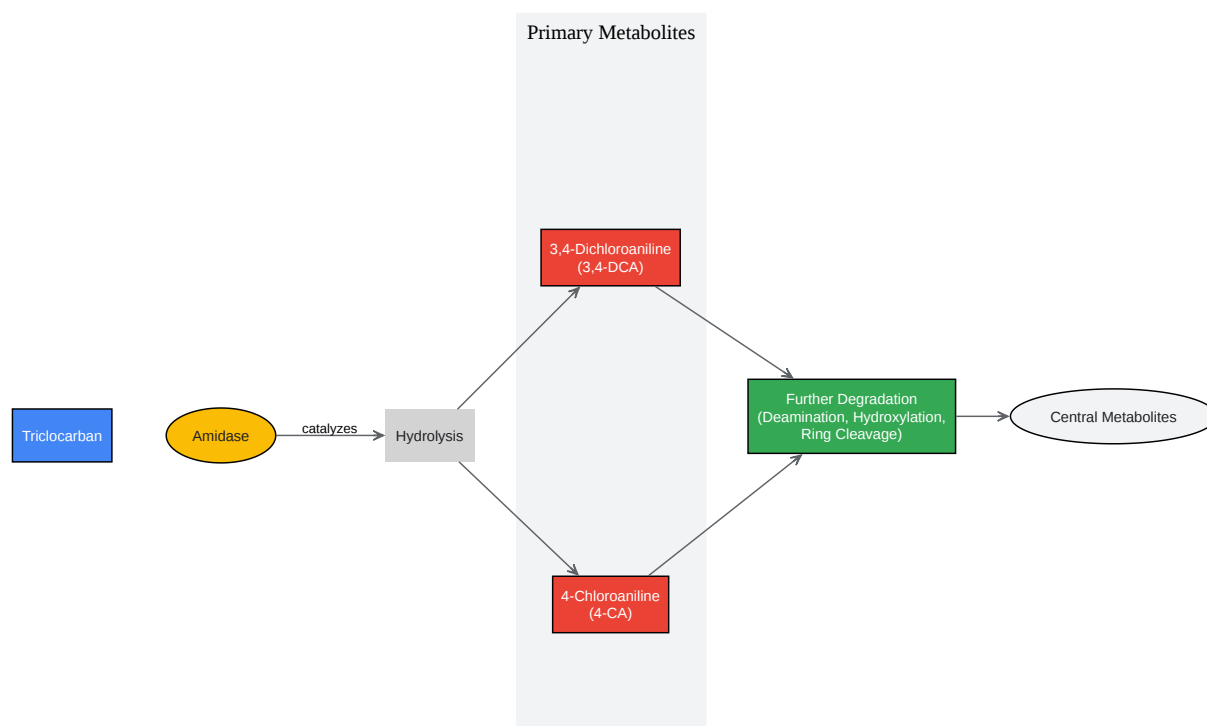 Primary Metabolites
3,4-Dichloroaniline
(3,4-DCA)
Triclocarban
Amidase
catalyzes
Hydrolysis
Further Degradation
(Deamination, Hydroxylation,
Ring Cleavage)
Central Metabolites
4-Chloroaniline
(4-CA)